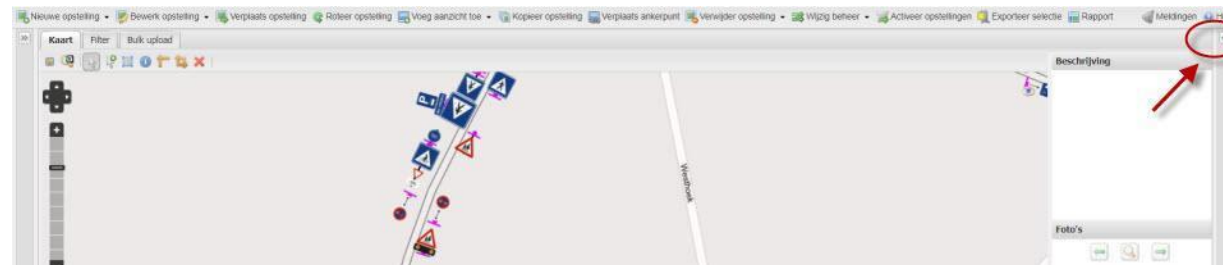 Nieuwe opstelling Bewerk opstelling Verplaats opstelling Roteer opstelling Voeg aanzicht toe Kopieer opstelling Verplaats ankerpunt Verwijder opstelling Wijzig beheer Activeer opstellingen Exporteer selectie Rapport Meldingen
Kaart Filter Bulk upload
Beschrijving
Westhoek
Foto's